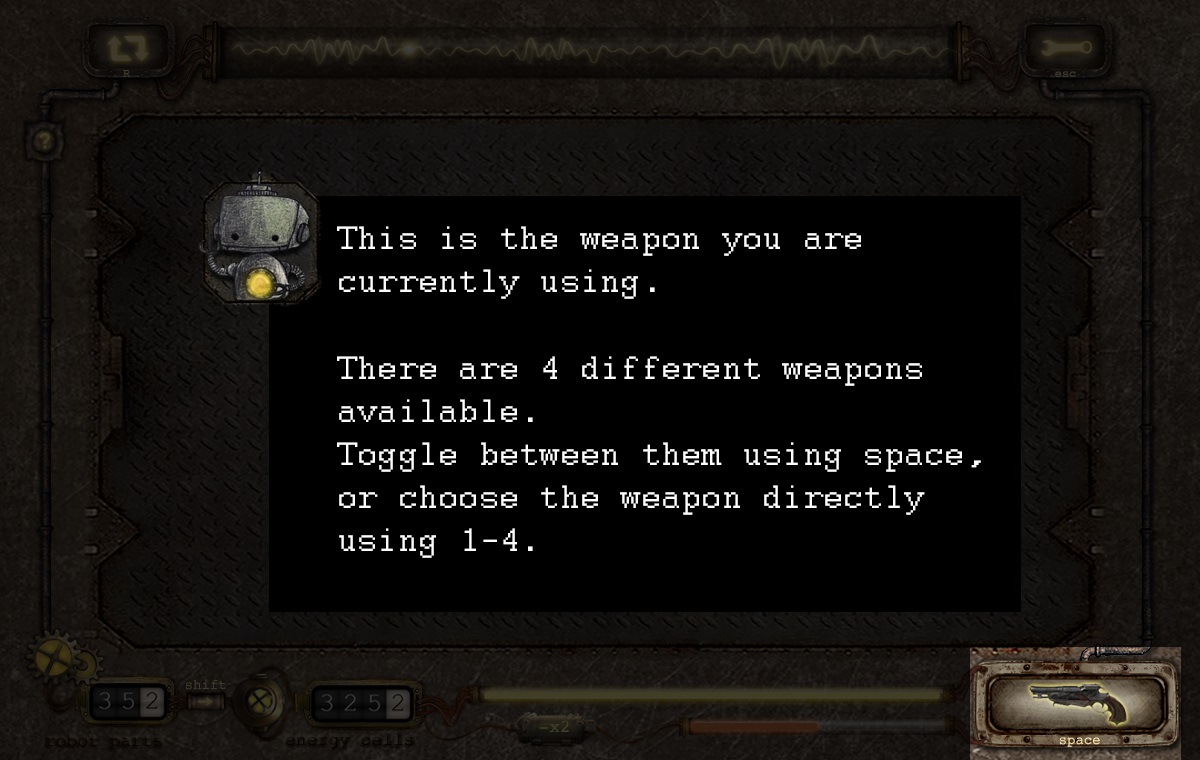 R
esc
?
This is the weapon you are
currently using.
There are 4 different weapons
available.
Toggle between them using space,
or choose the weapon directly
using 1-4.
shift
352
3252
-x2
robot parts
energy cells
space